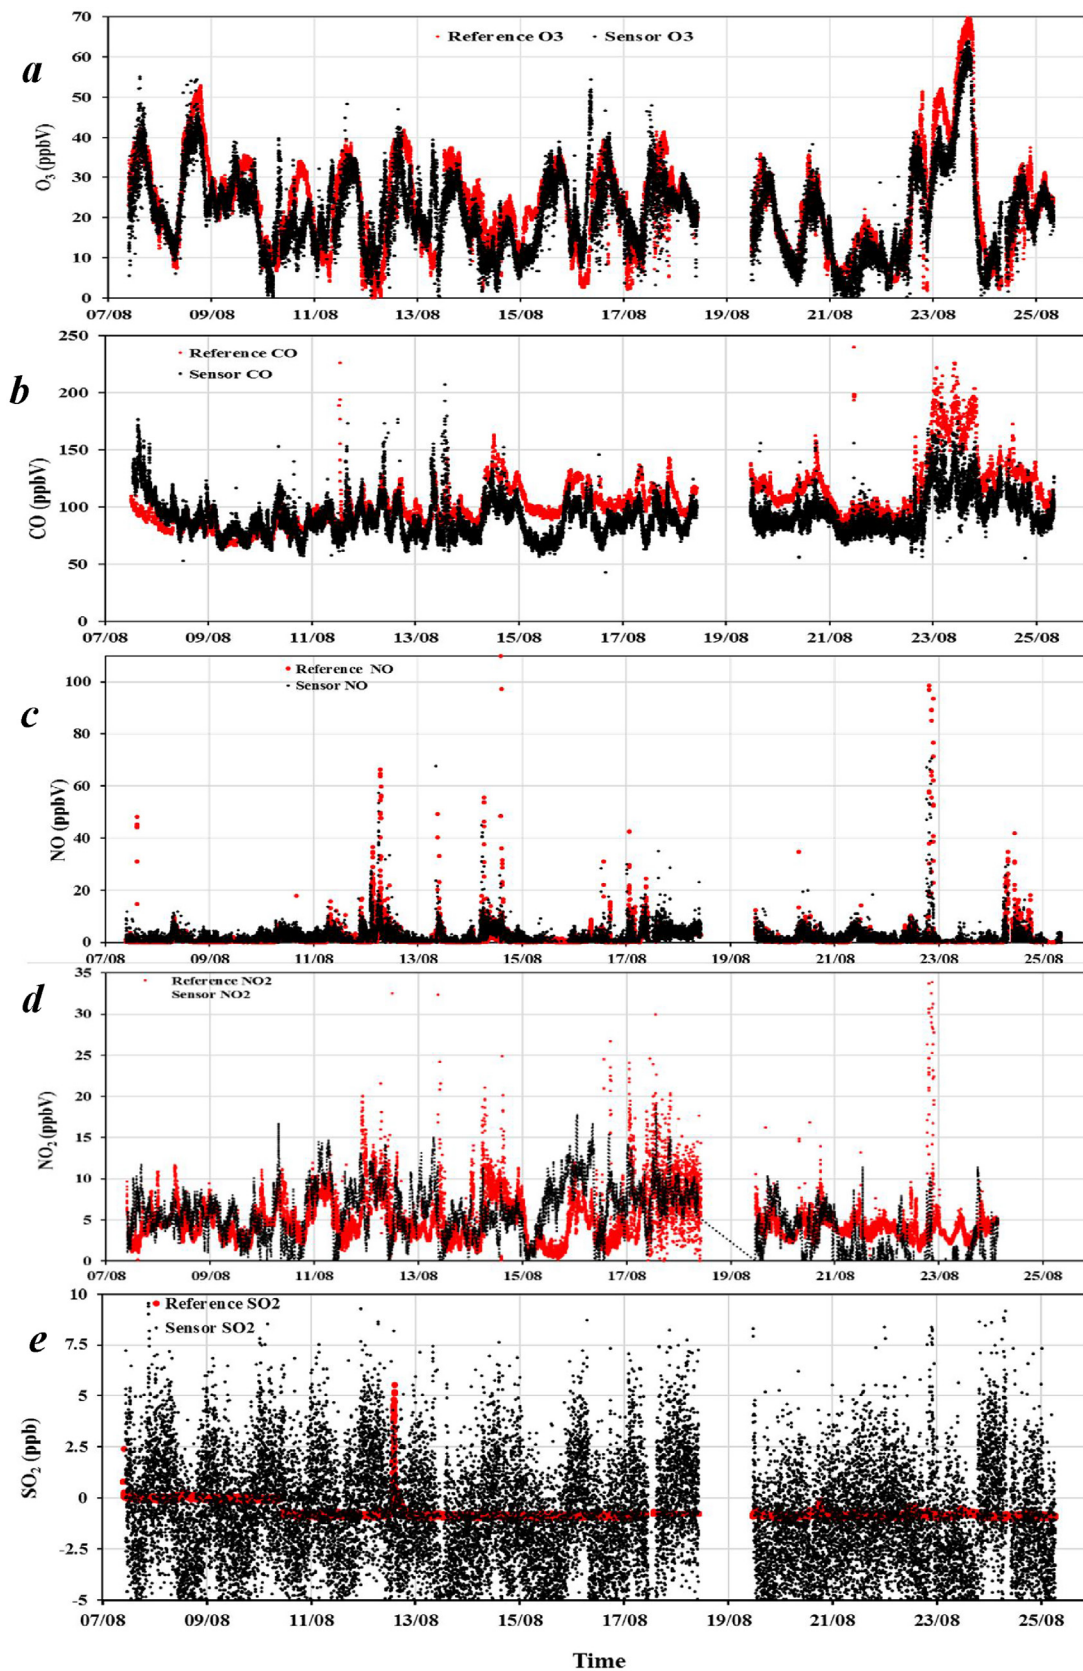 a
Reference O3 Sensor O3
O3 (ppbV)
70
60
50
40
30
20
10
0
07/08 09/08 11/08 13/08 15/08 17/08 19/08 21/08 23/08 25/08
b
Reference CO
Sensor CO
CO (ppbV)
250
200
150
100
50
0
07/08 09/08 11/08 13/08 15/08 17/08 19/08 21/08 23/08 25/08
c
Reference NO
Sensor NO
NO (ppbV)
100
80
60
40
20
0
07/08 09/08 11/08 13/08 15/08 17/08 19/08 21/08 23/08 25/08
d
Reference NO2
Sensor NO2
NO2 (ppbV)
35
30
25
20
15
10
5
0
07/08 09/08 11/08 13/08 15/08 17/08 19/08 21/08 23/08 25/08
e
Reference SO2
Sensor SO2
SO2 (ppb)
10
7.5
5
2.5
0
-2.5
-5
07/08 09/08 11/08 13/08 15/08 17/08 19/08 21/08 23/08 25/08
Time